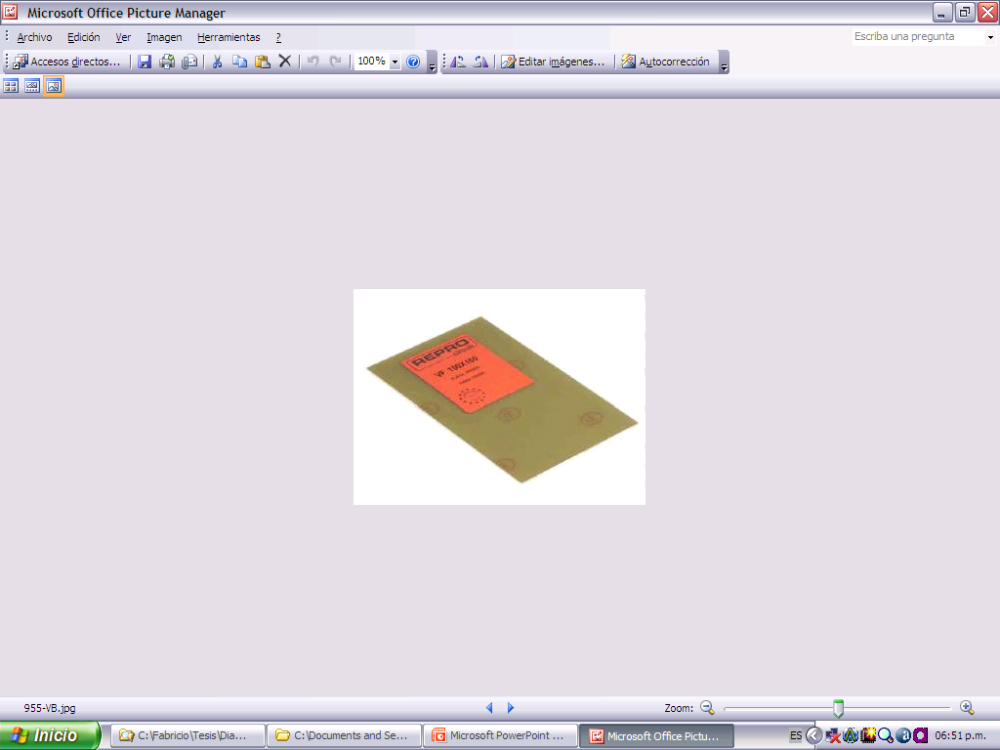 Microsoft Office Picture Manager
Archivo Edición Ver Imagen Herramientas ? Escriba una pregunta
Accesos directos... 100% Editar imágenes... Autocorrección
REPRO
VF 100X160
955-VB.jpg Zoom:
Inicio C:\Fabricio\Tesis\Dia... C:\Documents and Se... Microsoft PowerPoint ... Microsoft Office Pictu... ES 06:51 p.m.